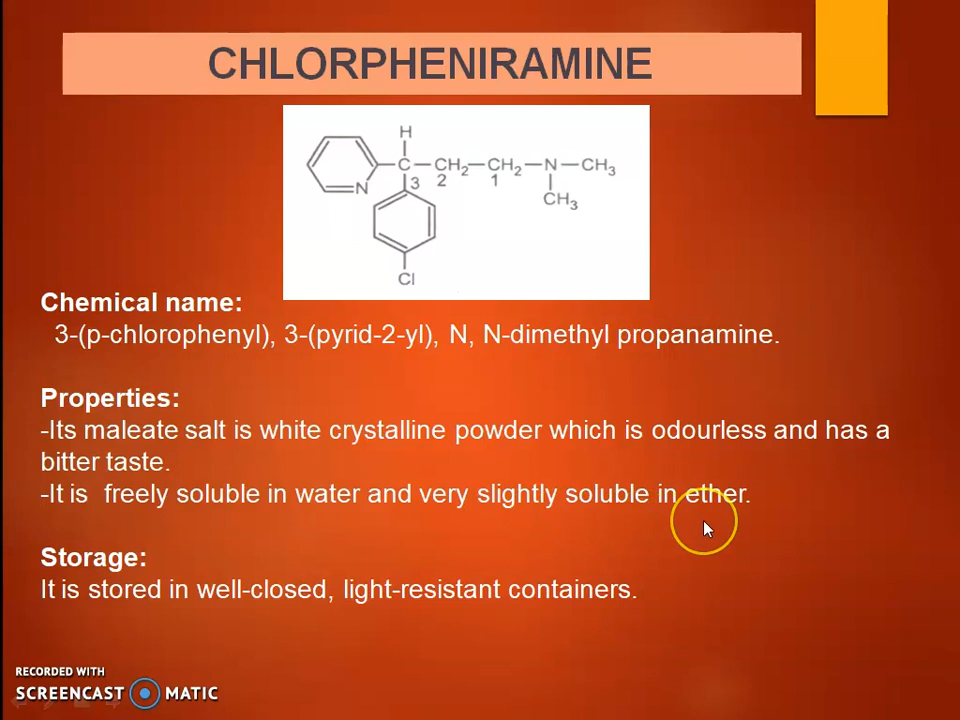 CHLORPHENIRAMINE
H
C—CH₂—CH₂—N—CH₃
N 3 2 1
CH₃
Cl
Chemical name:
3-(p-chlorophenyl), 3-(pyrid-2-yl), N, N-dimethyl propanamine.
Properties:
-Its maleate salt is white crystalline powder which is odourless and has a
bitter taste.
-It is freely soluble in water and very slightly soluble in ether.
Storage:
It is stored in well-closed, light-resistant containers.
RECORDED WITH
SCREENCAST MATIC